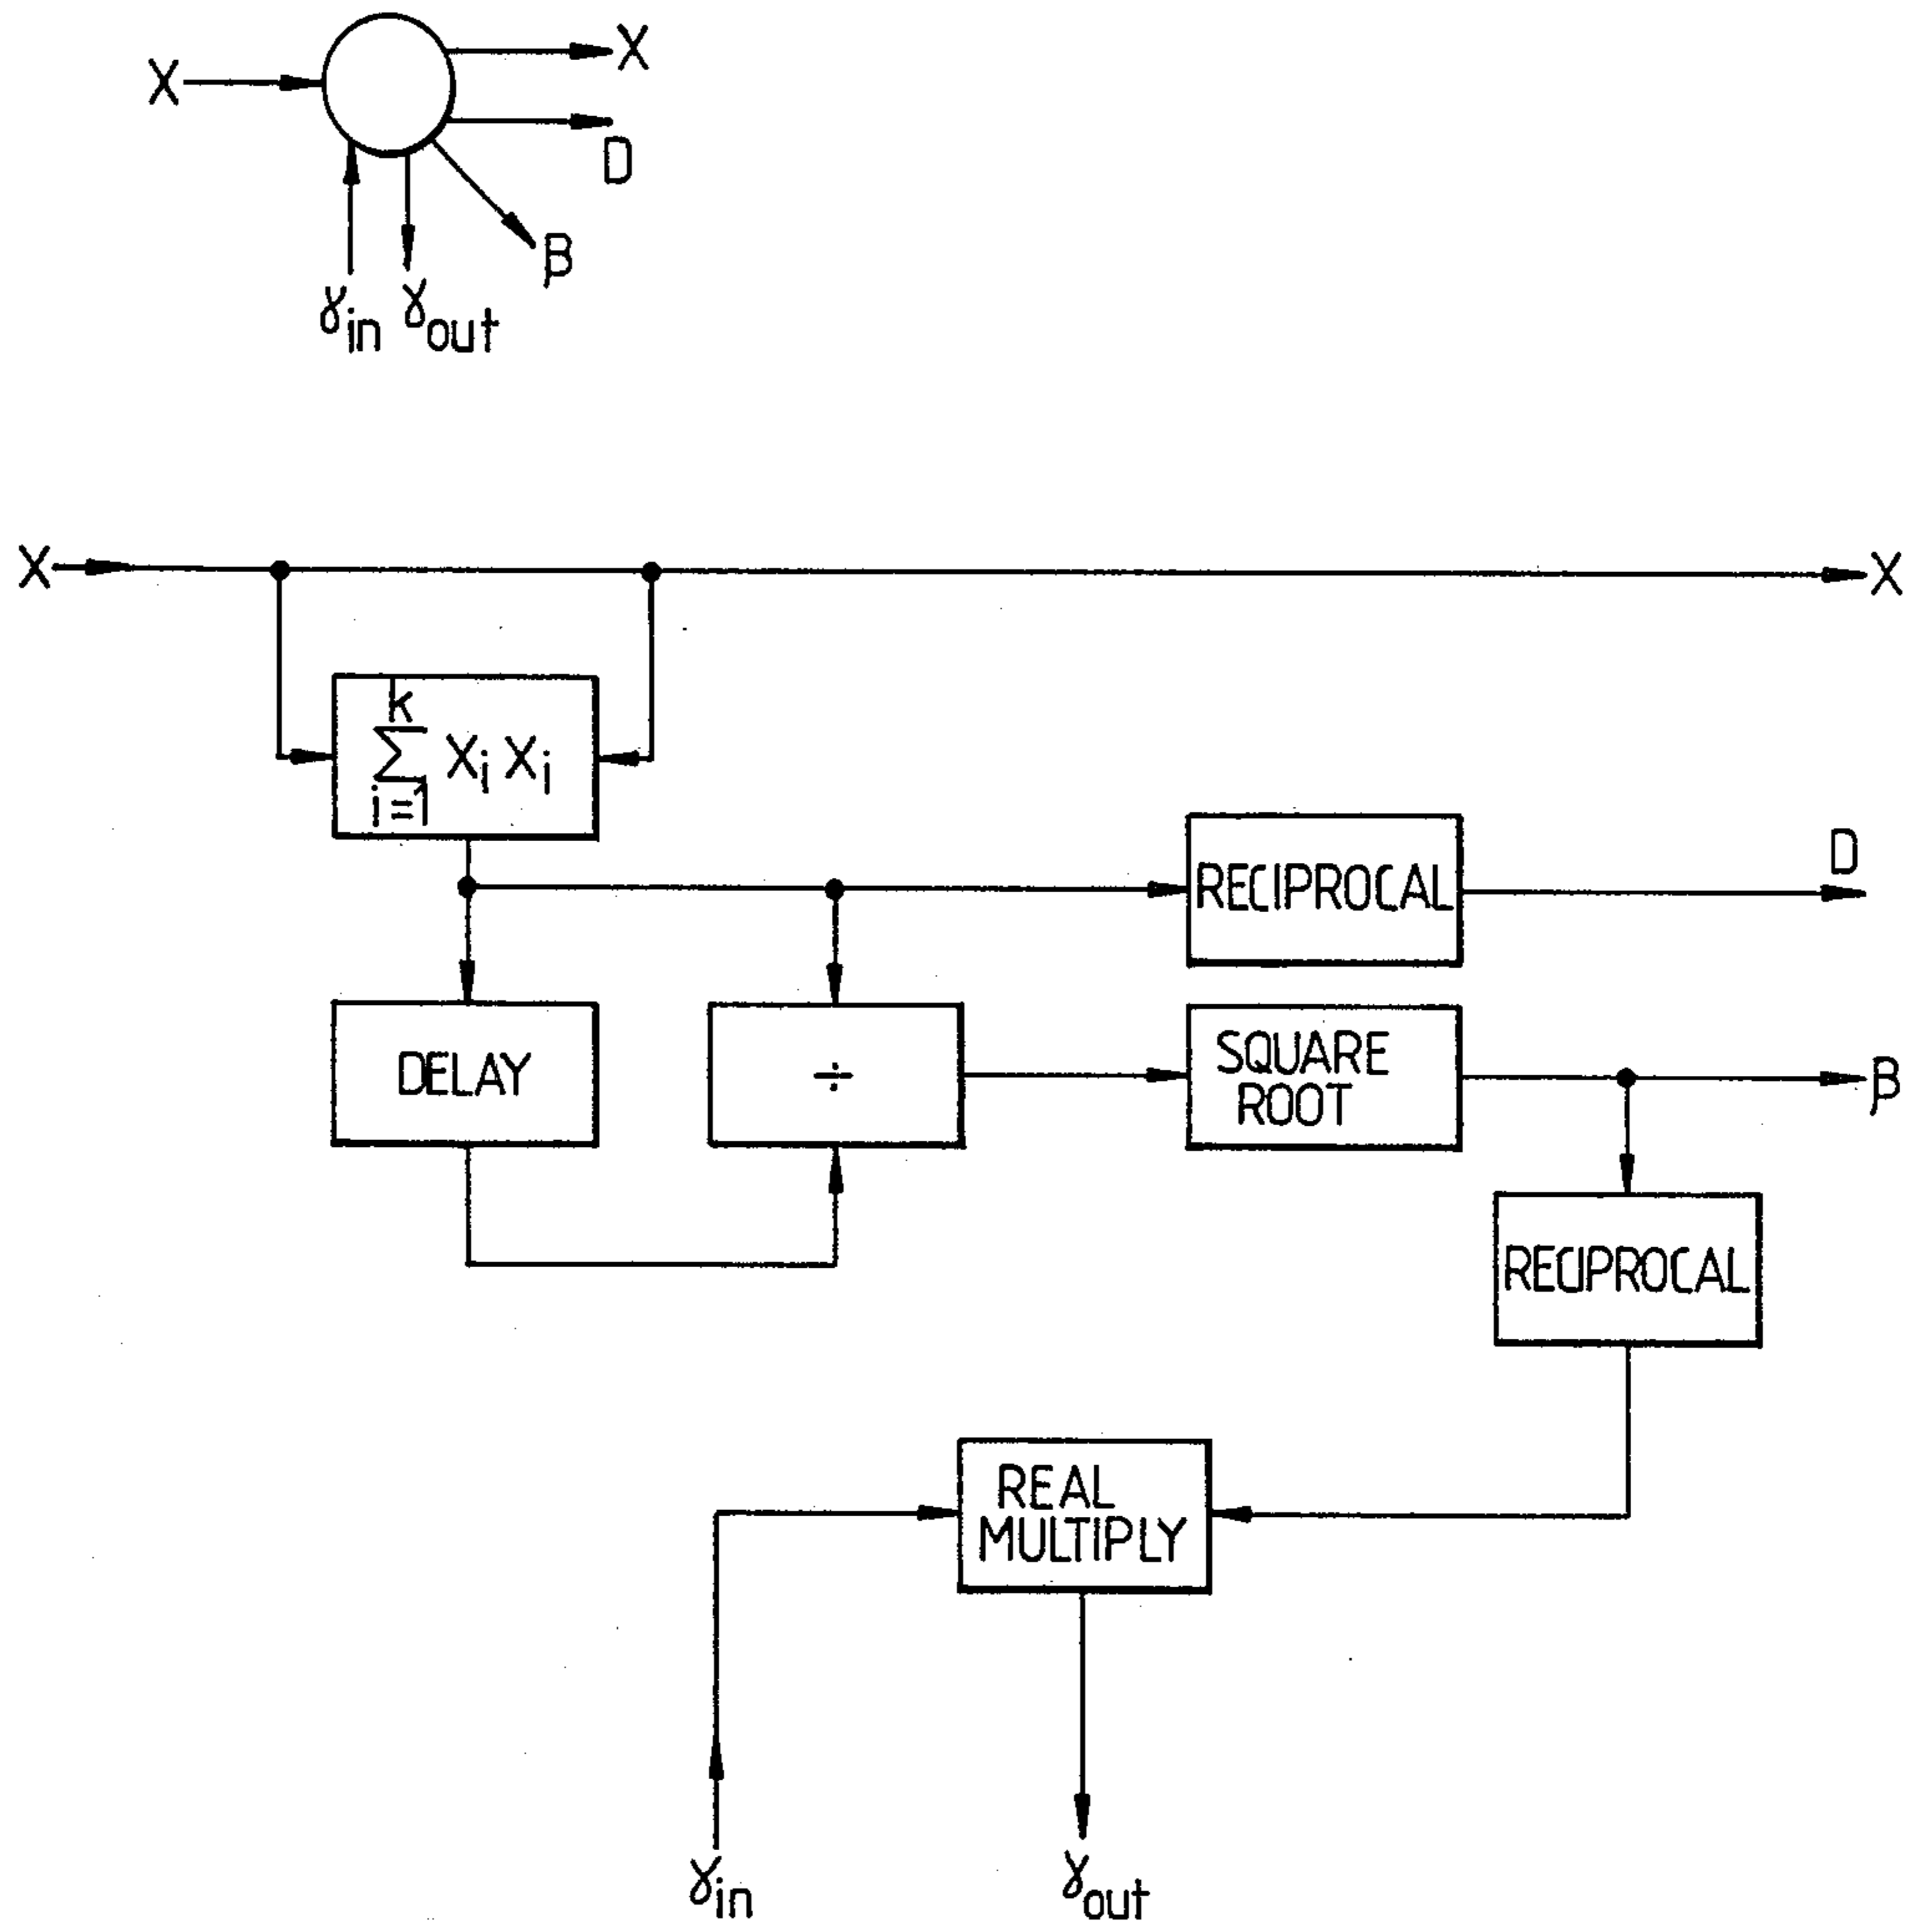 X
X
D
β
γin γout
X
X
k
Σ xi xi
i=1
D
RECIPROCAL
DELAY
÷
SQUARE
ROOT
β
RECIPROCAL
REAL
MULTIPLY
γin
γout